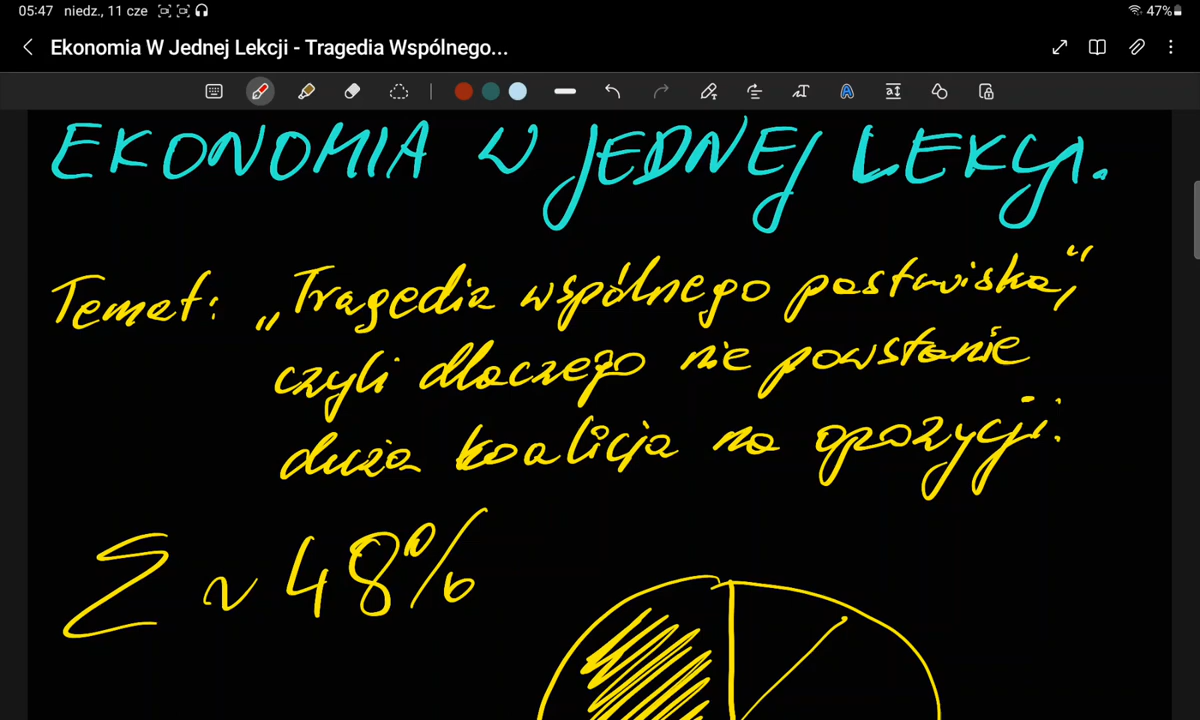 05:47 niedz., 11 cze 47%
Ekonomia W Jednej Lekcji - Tragedia Wspólnego...
EKONOMIA W JEDNEJ LEKCJI.
Temat: „Tragedia wspólnego pastwiska,“
czyli dlaczego nie powstanie
duża koalicja na opozycji.
Σ ~ 48%